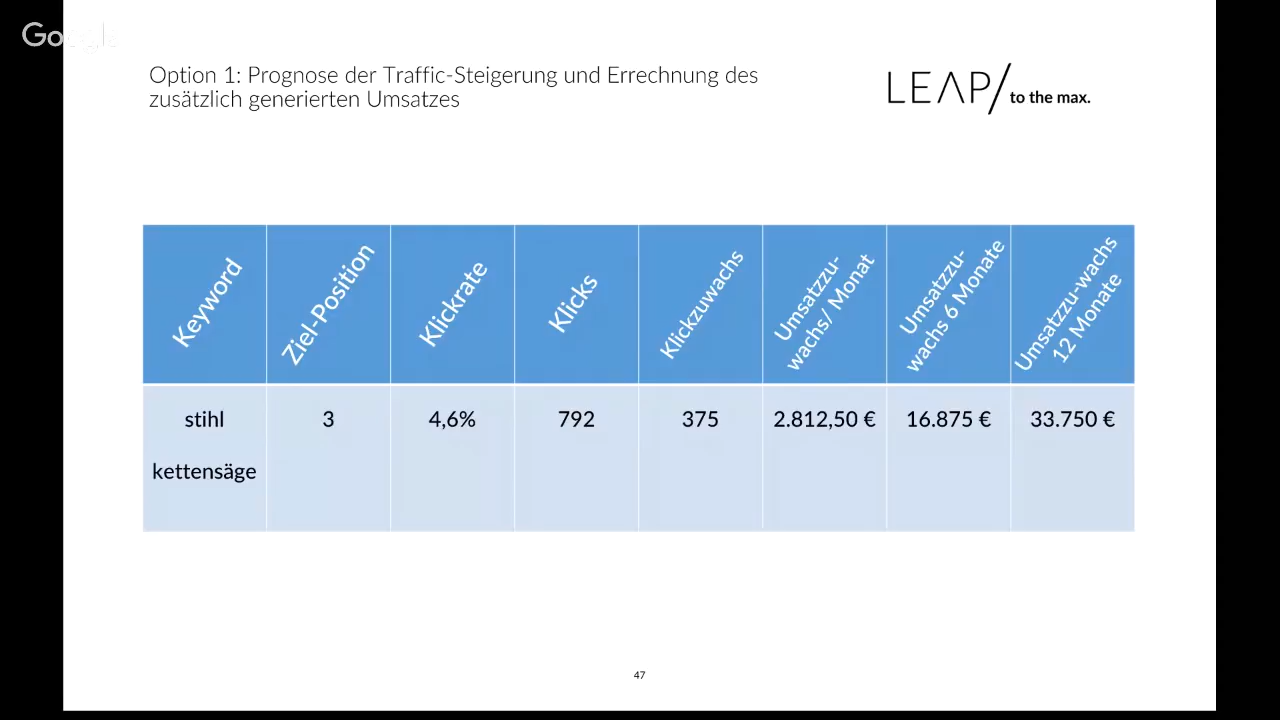 Google
Option 1: Prognose der Traffic-Steigerung und Errechnung des
zusätzlich generierten Umsatzes
LEAP/ to the max.
Keyword
Ziel-Position
Klickrate
Klicks
Klickzuwachs
Umsatzzu-
wachs/ Monat
Umsatzzu-
wachs 6 Monate
Umsatzzu-wachs
12 Monate
stihl
kettensäge
3
4,6%
792
375
2.812,50 €
16.875 €
33.750 €
47